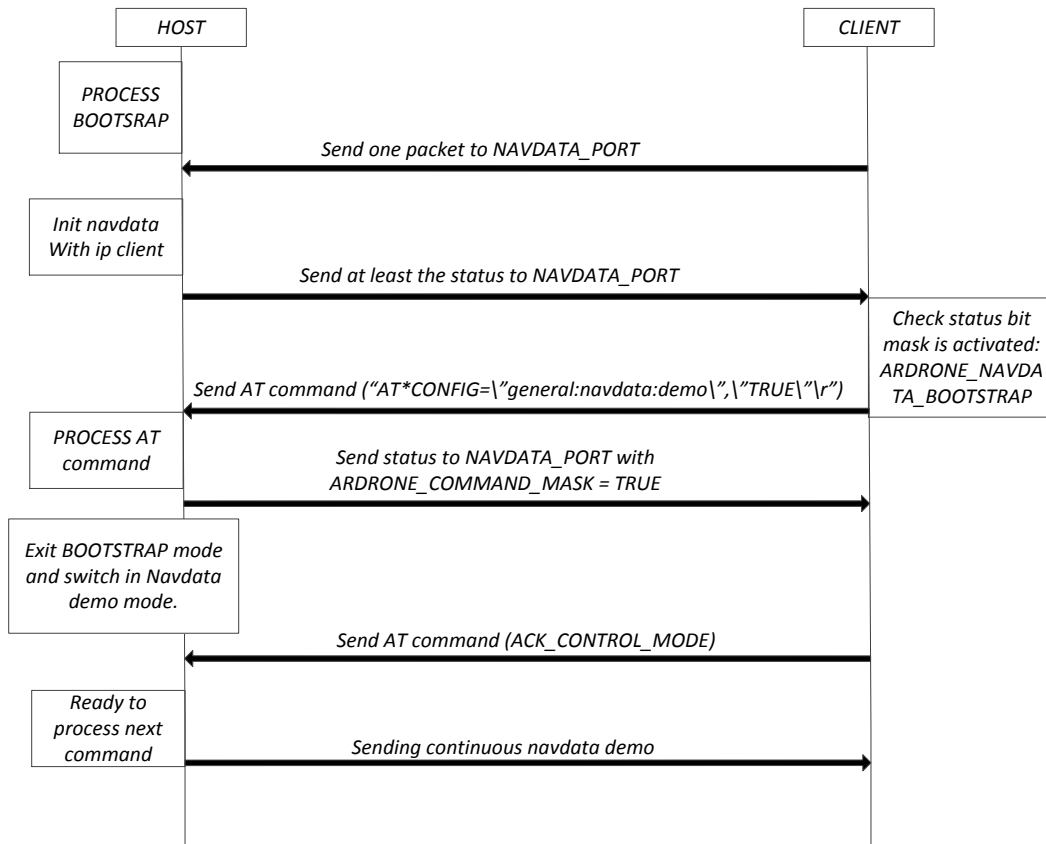 HOST
CLIENT
PROCESS
BOOTSRAP
Send one packet to NAVDATA_PORT
Init navdata
With ip client
Send at least the status to NAVDATA_PORT
Check status bit
mask is activated:
ARDRONE_NAVDA
TA_BOOTSTRAP
Send AT command (“AT*CONFIG=\”general:navdata:demo\”,\”TRUE\”\r”)
PROCESS AT
command
Send status to NAVDATA_PORT with
ARDRONE_COMMAND_MASK = TRUE
Exit BOOTSTRAP mode
and switch in Navdata
demo mode.
Send AT command (ACK_CONTROL_MODE)
Ready to
process next
command
Sending continuous navdata demo